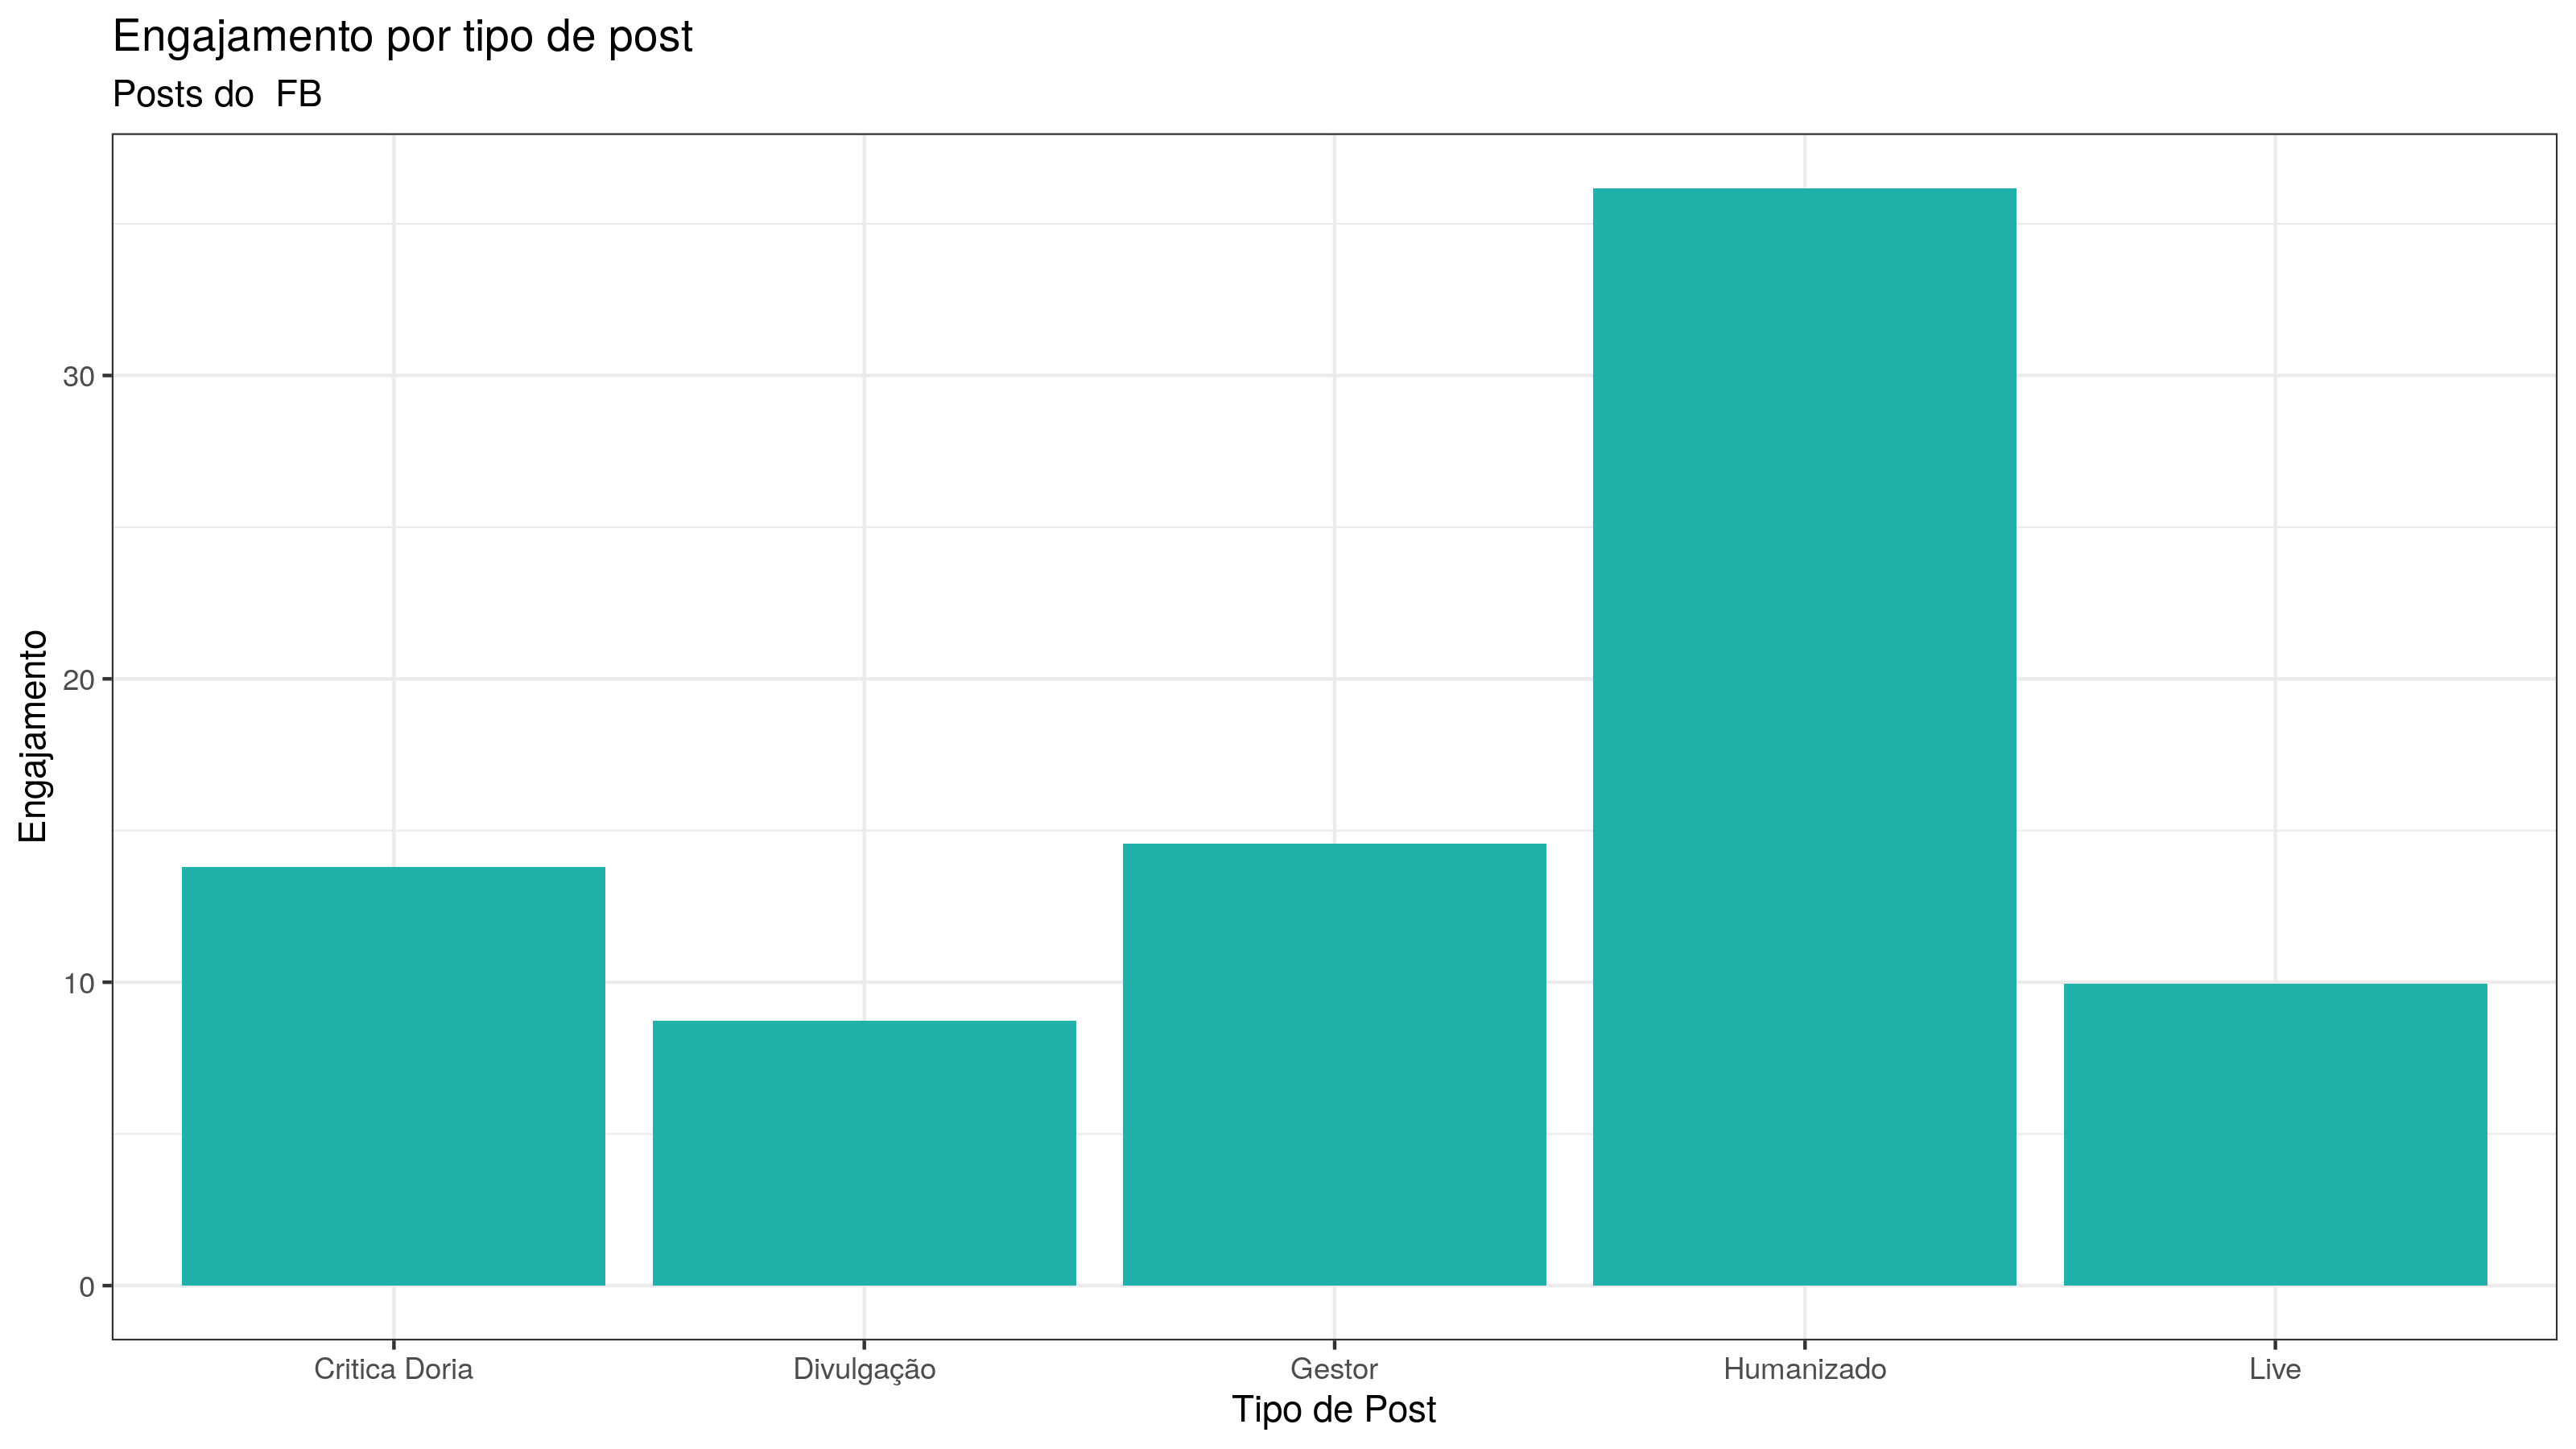 Engajamento por tipo de post
Posts do  FB
Engajamento
30
20
10
0
Critica Doria
Divulgação
Gestor
Humanizado
Live
Tipo de Post